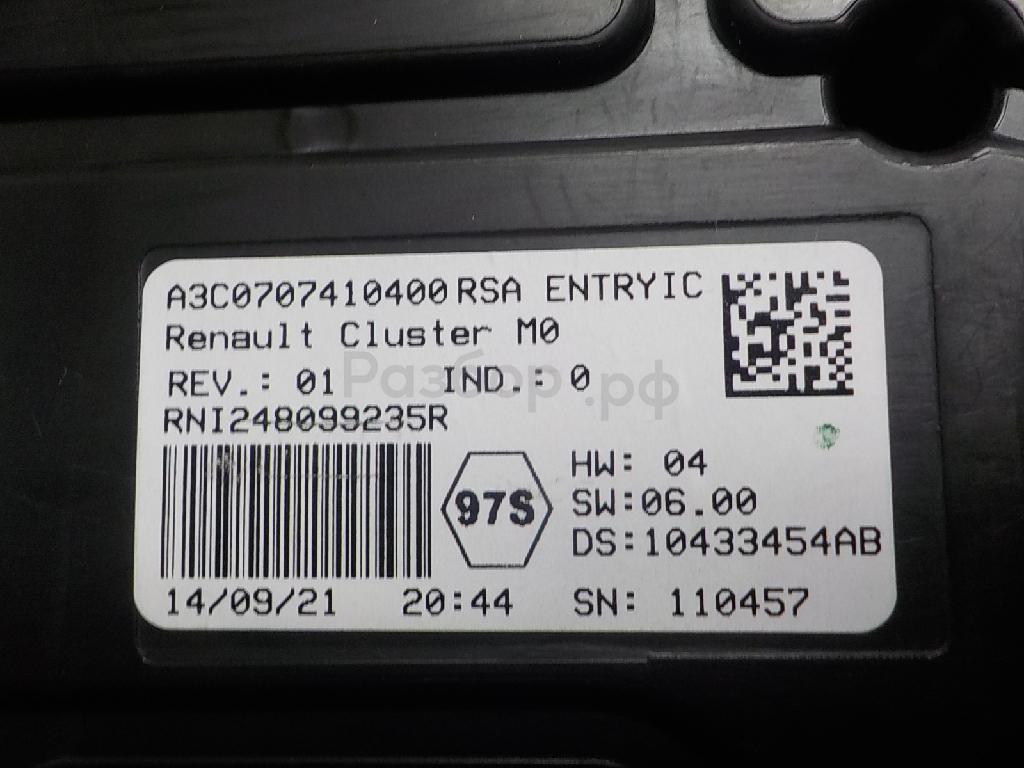 A3C0707410400 RSA ENTRYIC
Renault Cluster M0
REV.: 01 IND.: 0
Разбор.рф
RNI248099235R
97S
HW: 04
SW:06.00
DS:10433454AB
14/09/21 20:44 SN: 110457